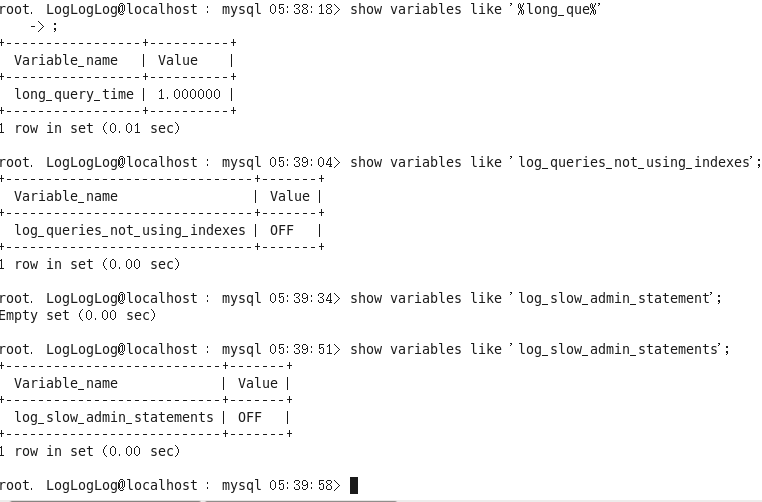 root. LogLogLog@localhost : mysql 05:38:18> show variables like '%long_que%'
    -> ;
+-----------------+----------+
 Variable_name   | Value    |
+-----------------+----------+
 long_query_time | 1.000000 |
+-----------------+----------+
1 row in set (0.01 sec)

root. LogLogLog@localhost : mysql 05:39:04> show variables like 'log_queries_not_using_indexes';
+-------------------------------+-------+
 Variable_name                 | Value |
+-------------------------------+-------+
 log_queries_not_using_indexes | OFF   |
+-------------------------------+-------+
1 row in set (0.00 sec)

root. LogLogLog@localhost : mysql 05:39:34> show variables like 'log_slow_admin_statement';
Empty set (0.00 sec)

root. LogLogLog@localhost : mysql 05:39:51> show variables like 'log_slow_admin_statements';
+---------------------------+-------+
 Variable_name             | Value |
+---------------------------+-------+
 log_slow_admin_statements | OFF   |
+---------------------------+-------+
1 row in set (0.00 sec)

root. LogLogLog@localhost : mysql 05:39:58>